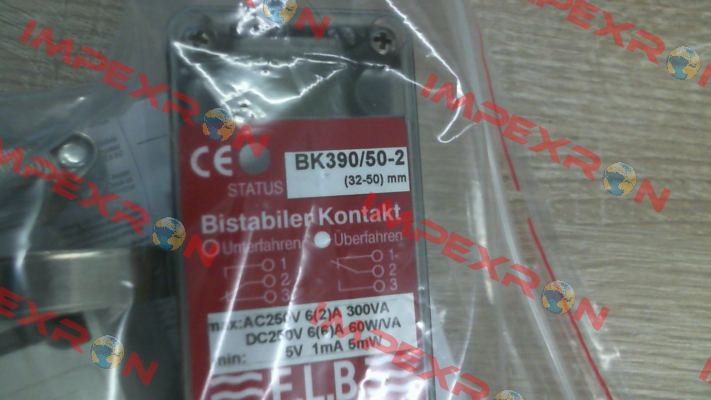 CE
STATUS
BK390/50-2
(32-50) mm
Bistabiler Kontakt
Unterfahren Überfahren
1 1
2 2
3 3
max:AC250V 6(2)A 300VA
DC250V 6(6)A 60W/VA
min: 5V 1mA 5mW
IMPEXRON
IMPEXRON
IMPEXRON
IMPEXRON
IMPEXRON
IMPEXRON